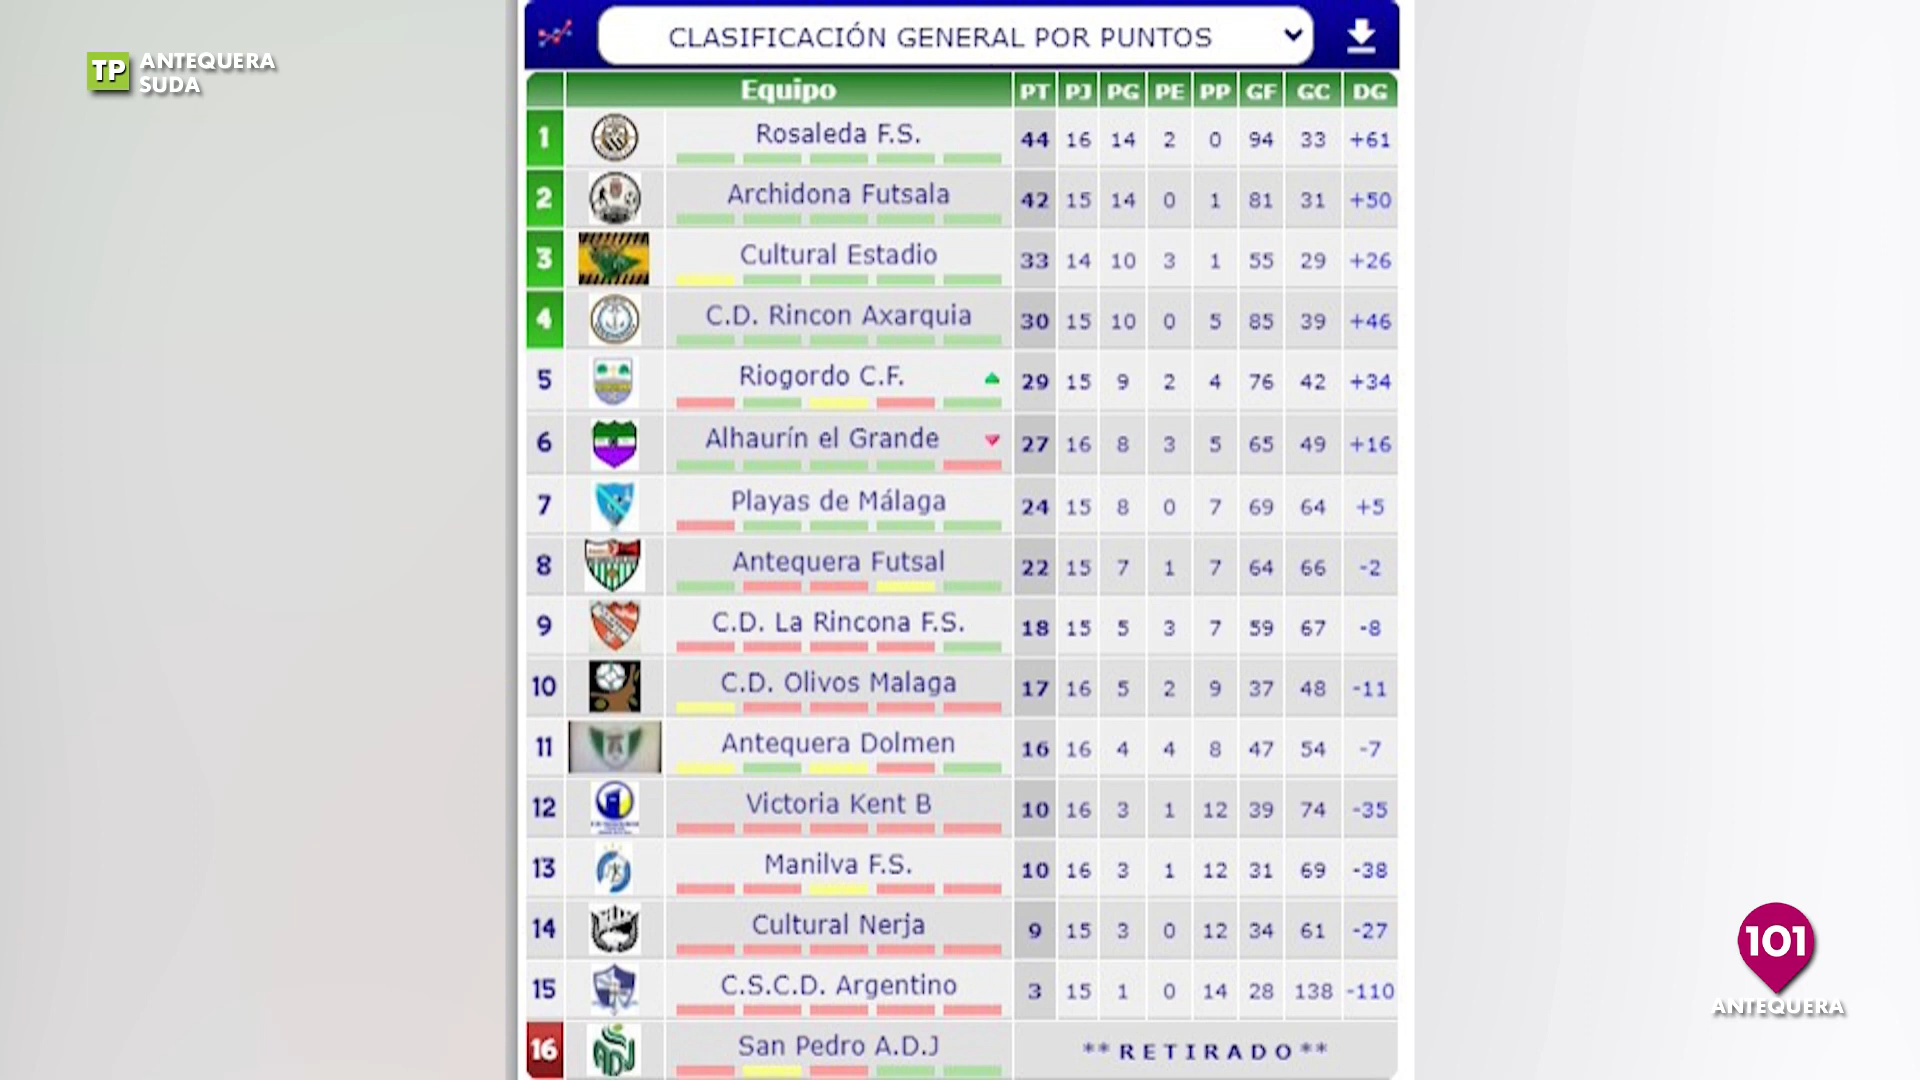 TP ANTEQUERA
SUDA
CLASIFICACIÓN GENERAL POR PUNTOS
Equipo PT PJ PG PE PP GF GC DG
1 Rosaleda F.S. 44 16 14 2 0 94 33 +61
2 Archidona Futsala 42 15 14 0 1 81 31 +50
3 Cultural Estadio 33 14 10 3 1 55 29 +26
4 C.D. Rincon Axarquia 30 15 10 0 5 85 39 +46
5 Riogordo C.F. 29 15 9 2 4 76 42 +34
6 Alhaurín el Grande 27 16 8 3 5 65 49 +16
7 Playas de Málaga 24 15 8 0 7 69 64 +5
8 Antequera Futsal 22 15 7 1 7 64 66 -2
9 C.D. La Rincona F.S. 18 15 5 3 7 59 67 -8
10 C.D. Olivos Malaga 17 16 5 2 9 37 48 -11
11 Antequera Dolmen 16 16 4 4 8 47 54 -7
12 Victoria Kent B 10 16 3 1 12 39 74 -35
13 Manilva F.S. 10 16 3 1 12 31 69 -38
14 Cultural Nerja 9 15 3 0 12 34 61 -27
15 C.S.C.D. Argentino 3 15 1 0 14 28 138 -110
16 San Pedro A.D.J **RETIRADO**
101
ANTEQUERA